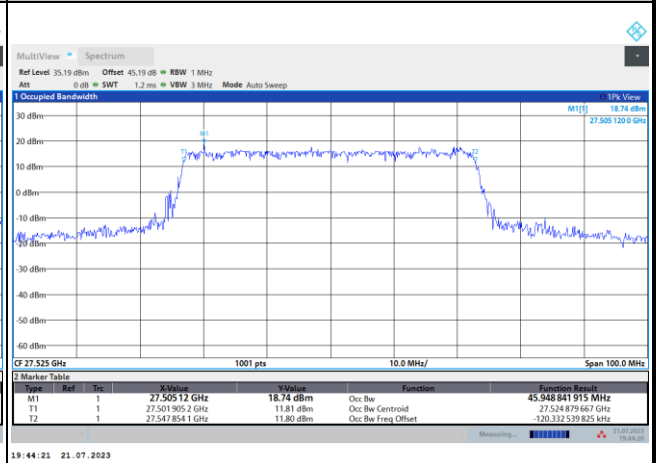 MultiView Spectrum
Ref Level 35.19 dBm Offset 45.19 dB RBW 1 MHz
Att 0 dB SWT 1.2 ms VBW 3 MHz Mode Auto Sweep
1 Occupied Bandwidth 1Pk View
M1[1] 18.74 dBm
27.505 120 0 GHz
30 dBm
M1
20 dBm
T1 T2
10 dBm
0 dBm
-10 dBm
-20 dBm
-30 dBm
-40 dBm
-50 dBm
-60 dBm
CF 27.525 GHz 1001 pts 10.0 MHz/ Span 100.0 MHz
2 Marker Table
Type Ref Trc X-Value Y-Value Function Function Result
M1 1 27.505 12 GHz 18.74 dBm Occ Bw 45.948 841 915 MHz
T1 1 27.501 905 2 GHz 11.81 dBm Occ Bw Centroid 27.524 879 667 GHz
T2 1 27.547 854 1 GHz 11.80 dBm Occ Bw Freq Offset -120.332 539 825 kHz
Measuring... 21.07.2023
19:44:20
19:44:21 21.07.2023